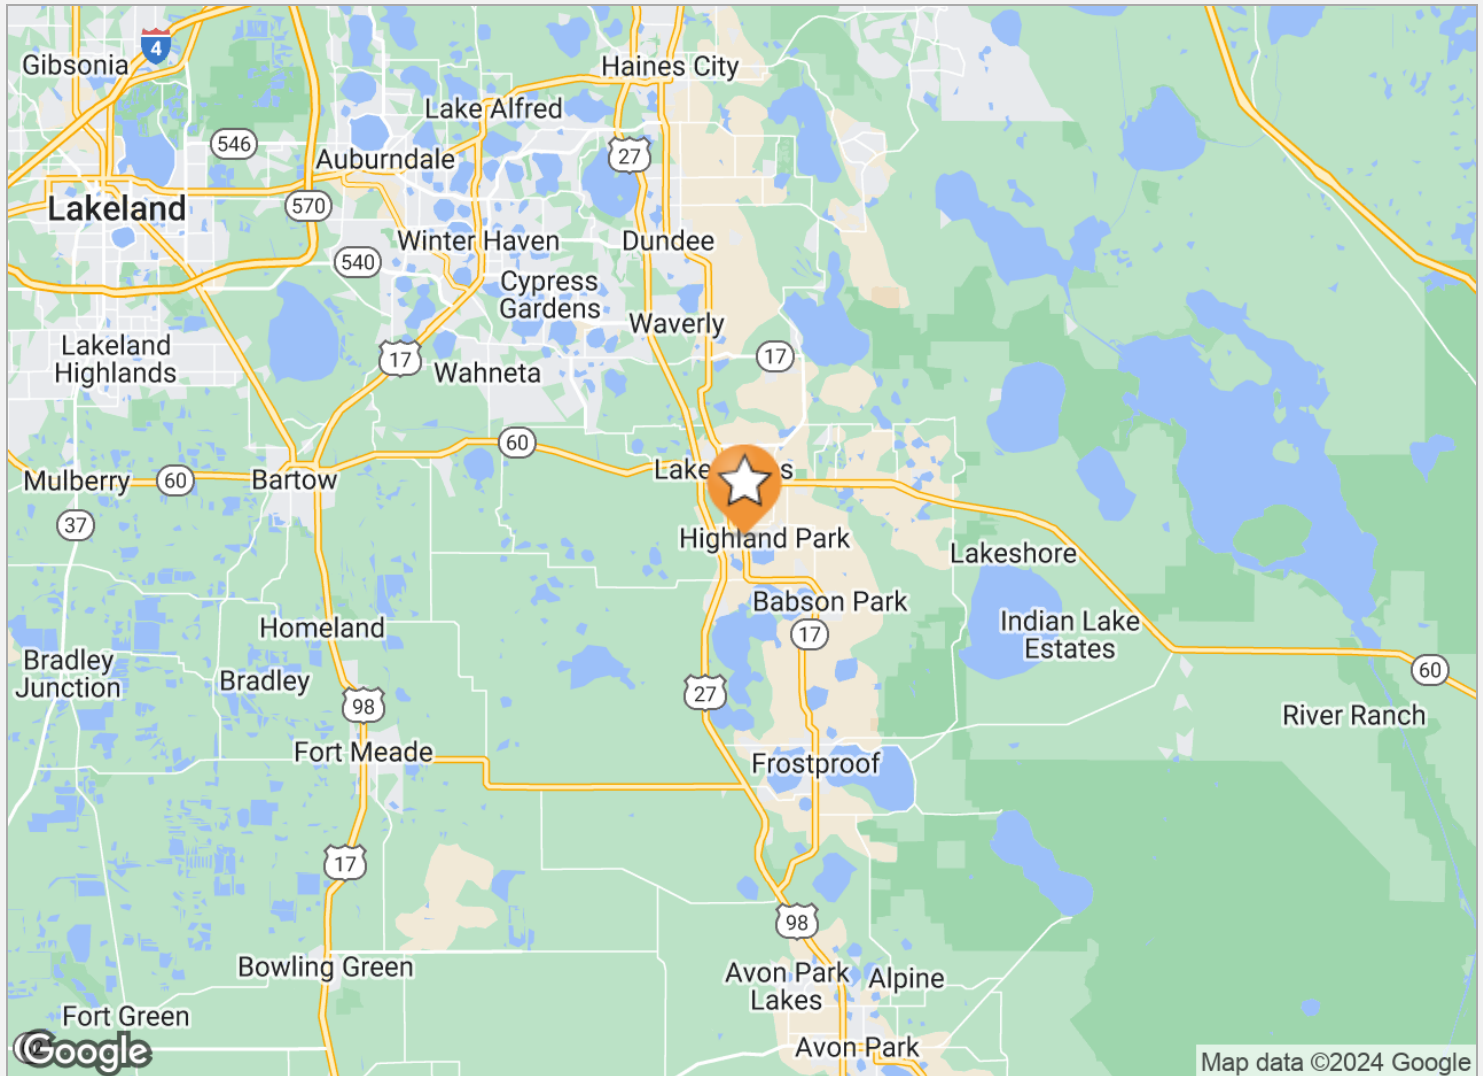 4
Gibsonia
Haines City
Lake Alfred
546
27
Auburndale
570
Lakeland
Winter Haven
Dundee
540
Cypress
Gardens
Waverly
Lakeland
Highlands
17
17
Wahneta
60
Mulberry
60
Bartow
37
Highland Park
Lakeshore
Babson Park
Indian Lake
Estates
17
Homeland
Bradley
Junction
Bradley
98
27
60
River Ranch
Fort Meade
Frostproof
17
98
Bowling Green
Avon Park
Lakes
Alpine
Fort Green
Google
Avon Park
Map data ©2024 Google